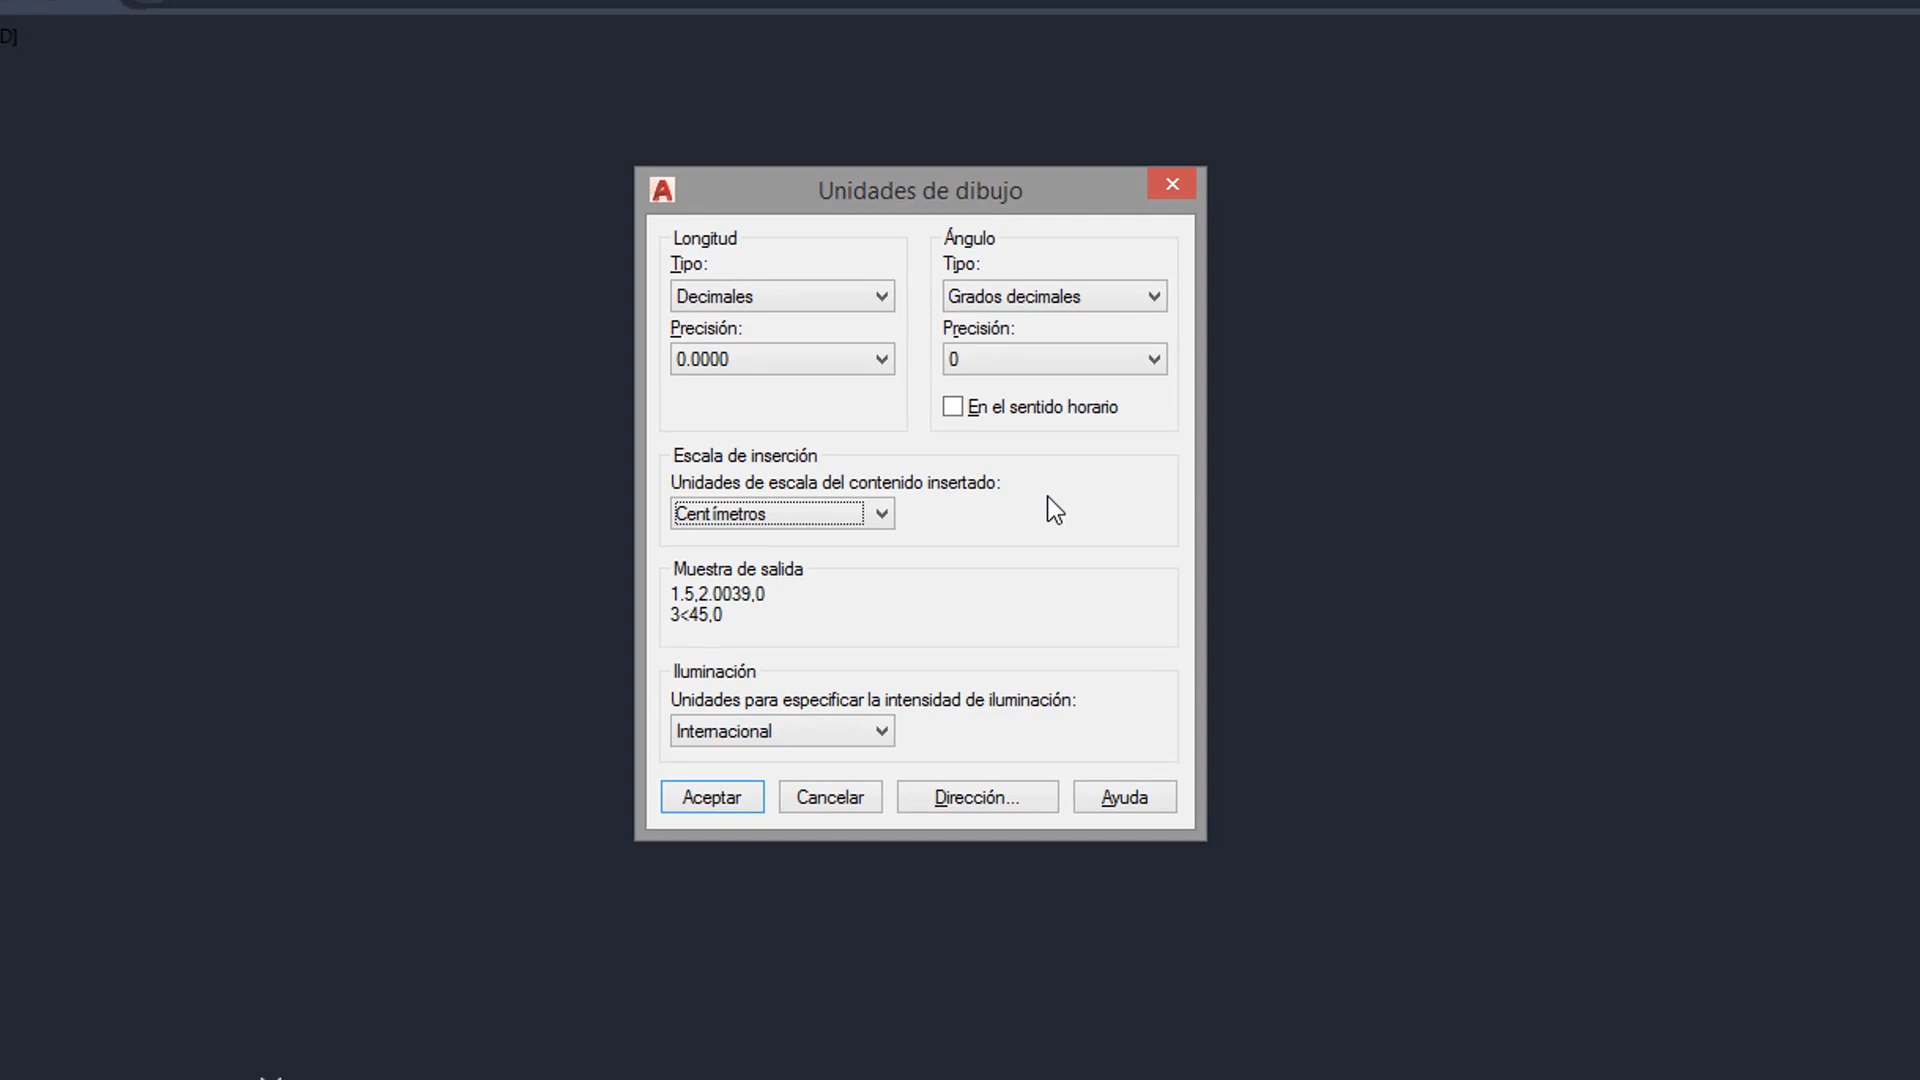 D]
Unidades de dibujo
Longitud
Tipo:
Decimales
Precisión:
0.0000
Ángulo
Tipo:
Grados decimales
Precisión:
0
En el sentido horario
Escala de inserción
Unidades de escala del contenido insertado:
Centímetros
Muestra de salida
1.5,2.0039,0
3<45,0
Iluminación
Unidades para especificar la intensidad de iluminación:
Internacional
Aceptar
Cancelar
Dirección...
Ayuda